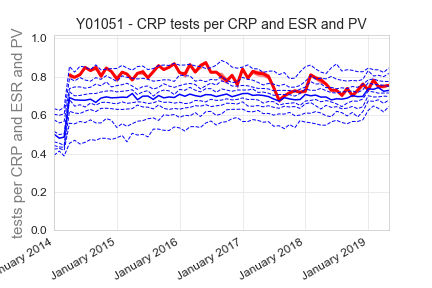 Y01051 - CRP tests per CRP and ESR and PV
tests per CRP and ESR and PV
1.0
0.8
0.6
0.4
0.2
0.0
nuary 2014
January 2015
January 2016
January 2017
January 2018
January 2019